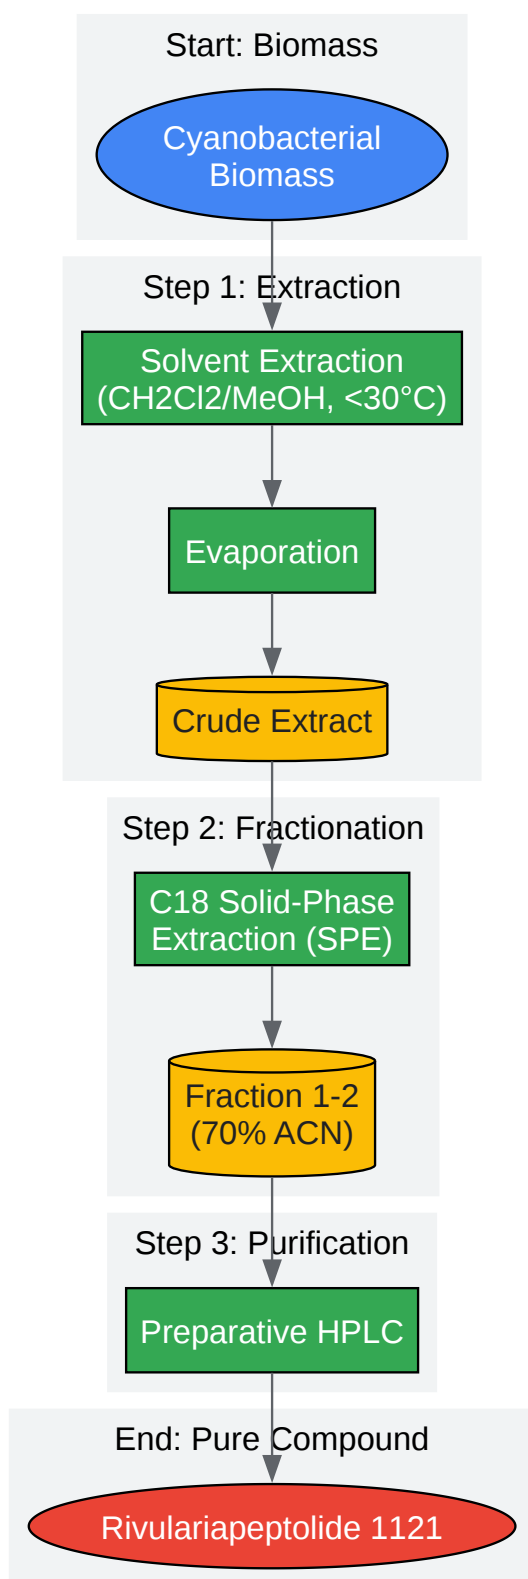 Start: Biomass
Cyanobacterial
Biomass
Step 1: Extraction
Solvent Extraction
(CH2Cl2/MeOH, <30°C)
Evaporation
Crude Extract
Step 2: Fractionation
C18 Solid-Phase
Extraction (SPE)
Fraction 1-2
(70% ACN)
Step 3: Purification
Preparative HPLC
End: Pure Compound
Rivulariapeptolide 1121